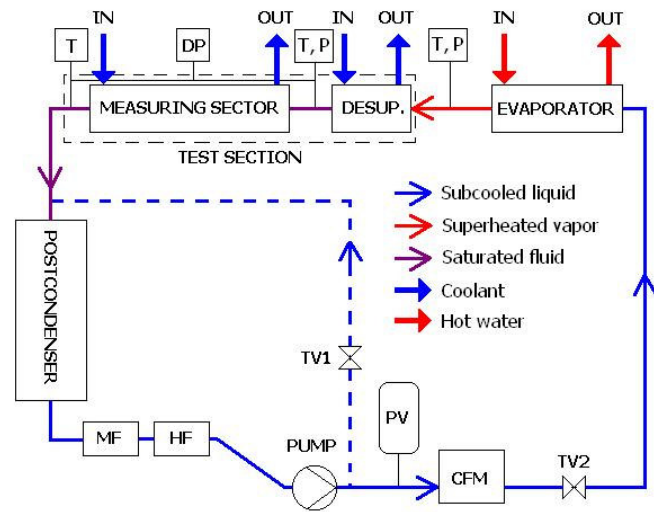 IN
OUT
IN
OUT
IN
OUT
T
DP
T, P
T, P
MEASURING SECTOR
DESUP.
EVAPORATOR
TEST SECTION
Subcooled liquid
Superheated vapor
Saturated fluid
Coolant
Hot water
POSTCONDENSER
TV1
PV
MF
HF
PUMP
CFM
TV2